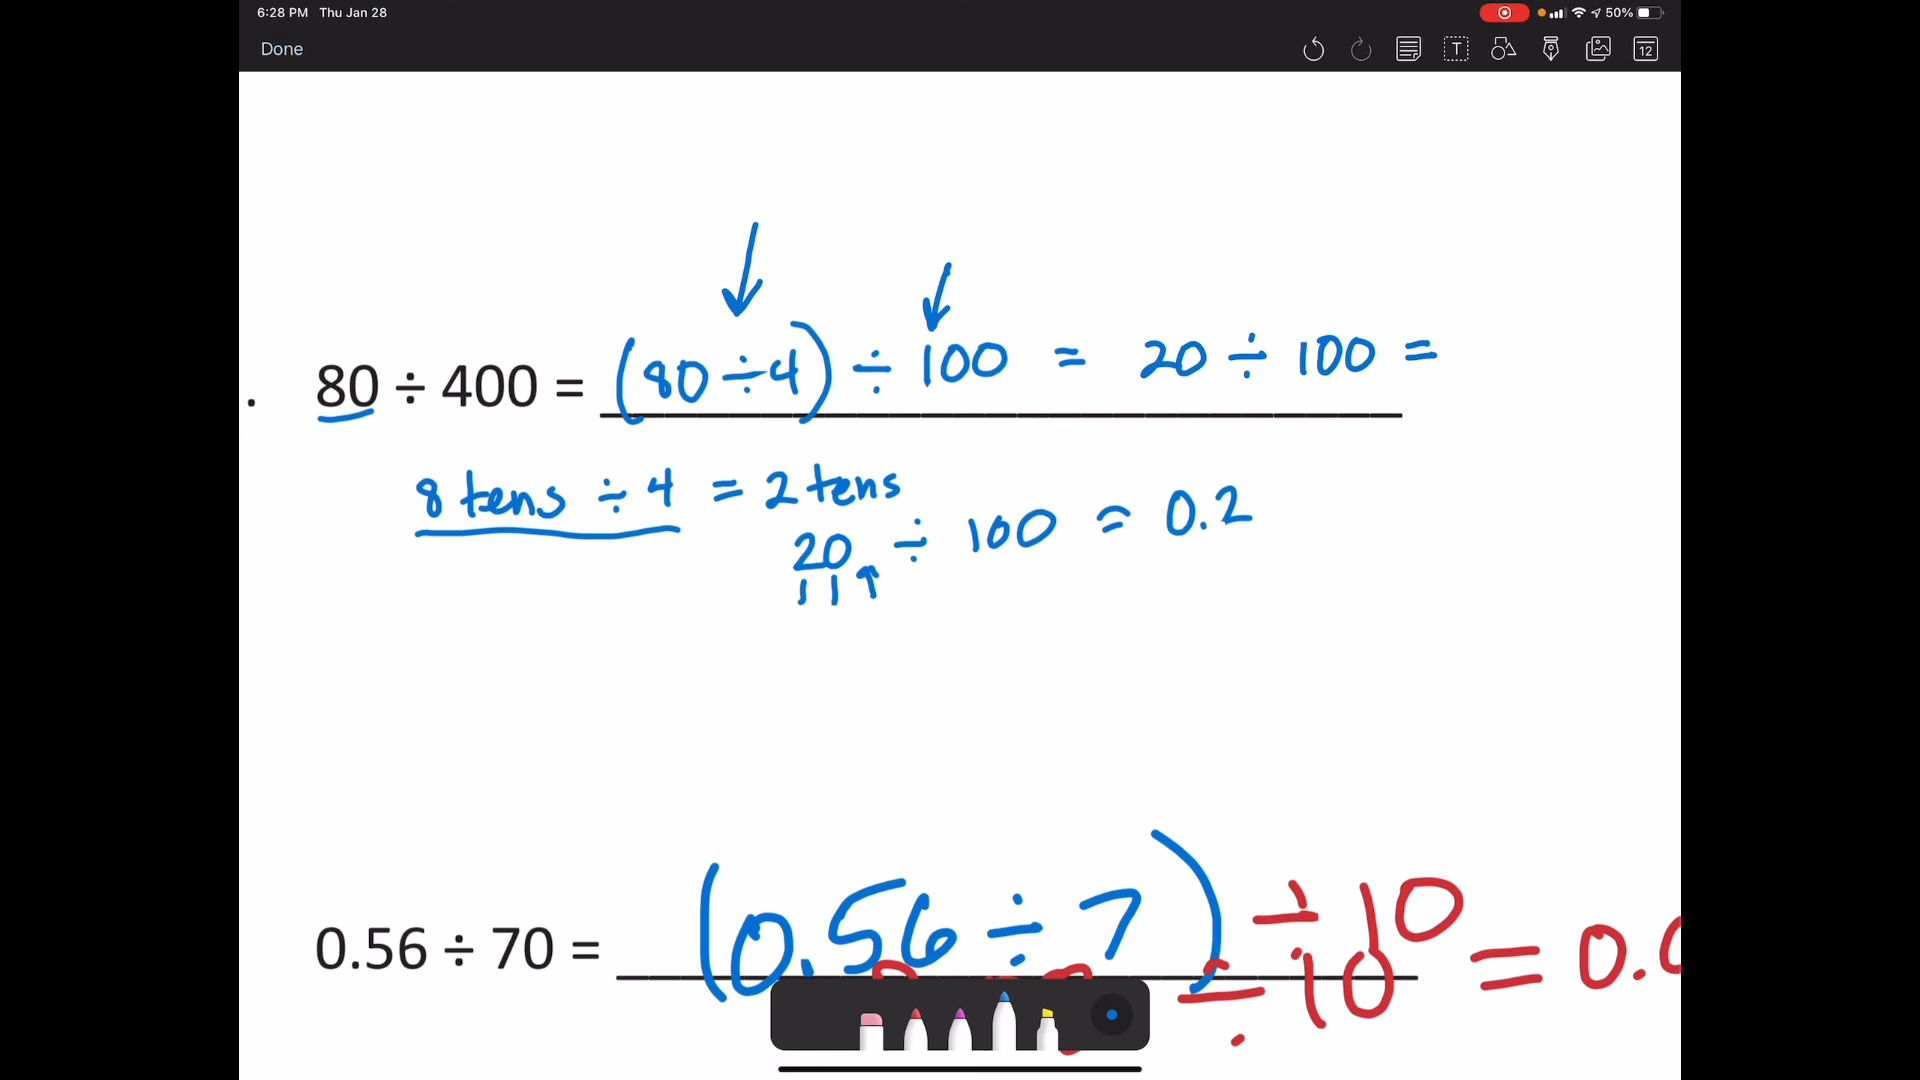 6:28 PM Thu Jan 28
50%
Done
T
12
. 80 ÷ 400 = (80 ÷ 4) ÷ 100 = 20 ÷ 100 =
8 tens ÷ 4 = 2 tens
20 ÷ 100 = 0.2
0.56 ÷ 70 = (0.56 ÷ 7) ÷ 10
÷ 10 = 0.0